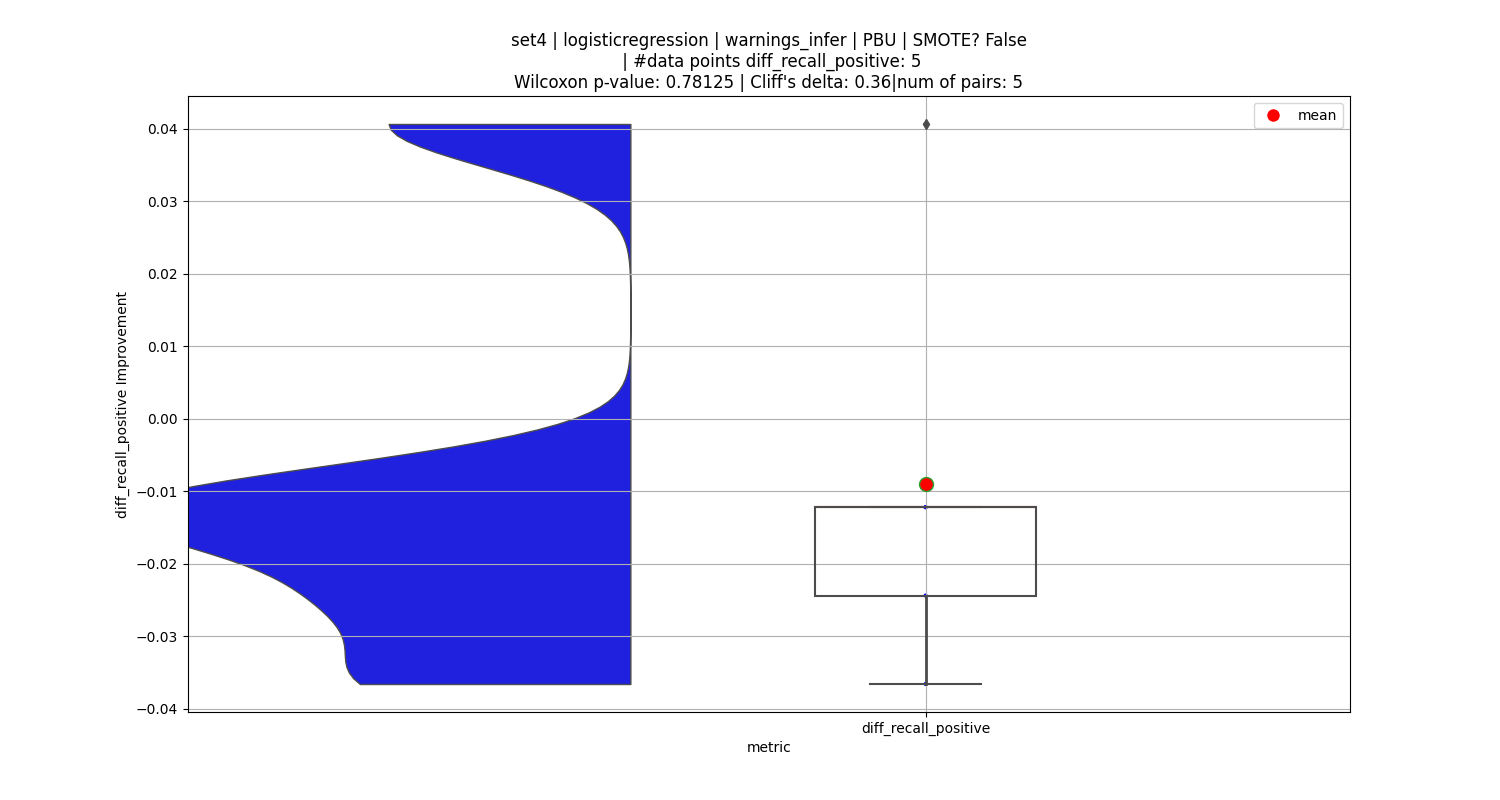 set4 | logisticregression | warnings_infer | PBU | SMOTE? False
| #data points diff_recall_positive: 5
Wilcoxon p-value: 0.78125 | Cliff's delta: 0.36|num of pairs: 5
mean
0.04
0.03
0.02
0.01
0.00
−0.01
−0.02
−0.03
−0.04
diff_recall_positive Improvement
diff_recall_positive
metric